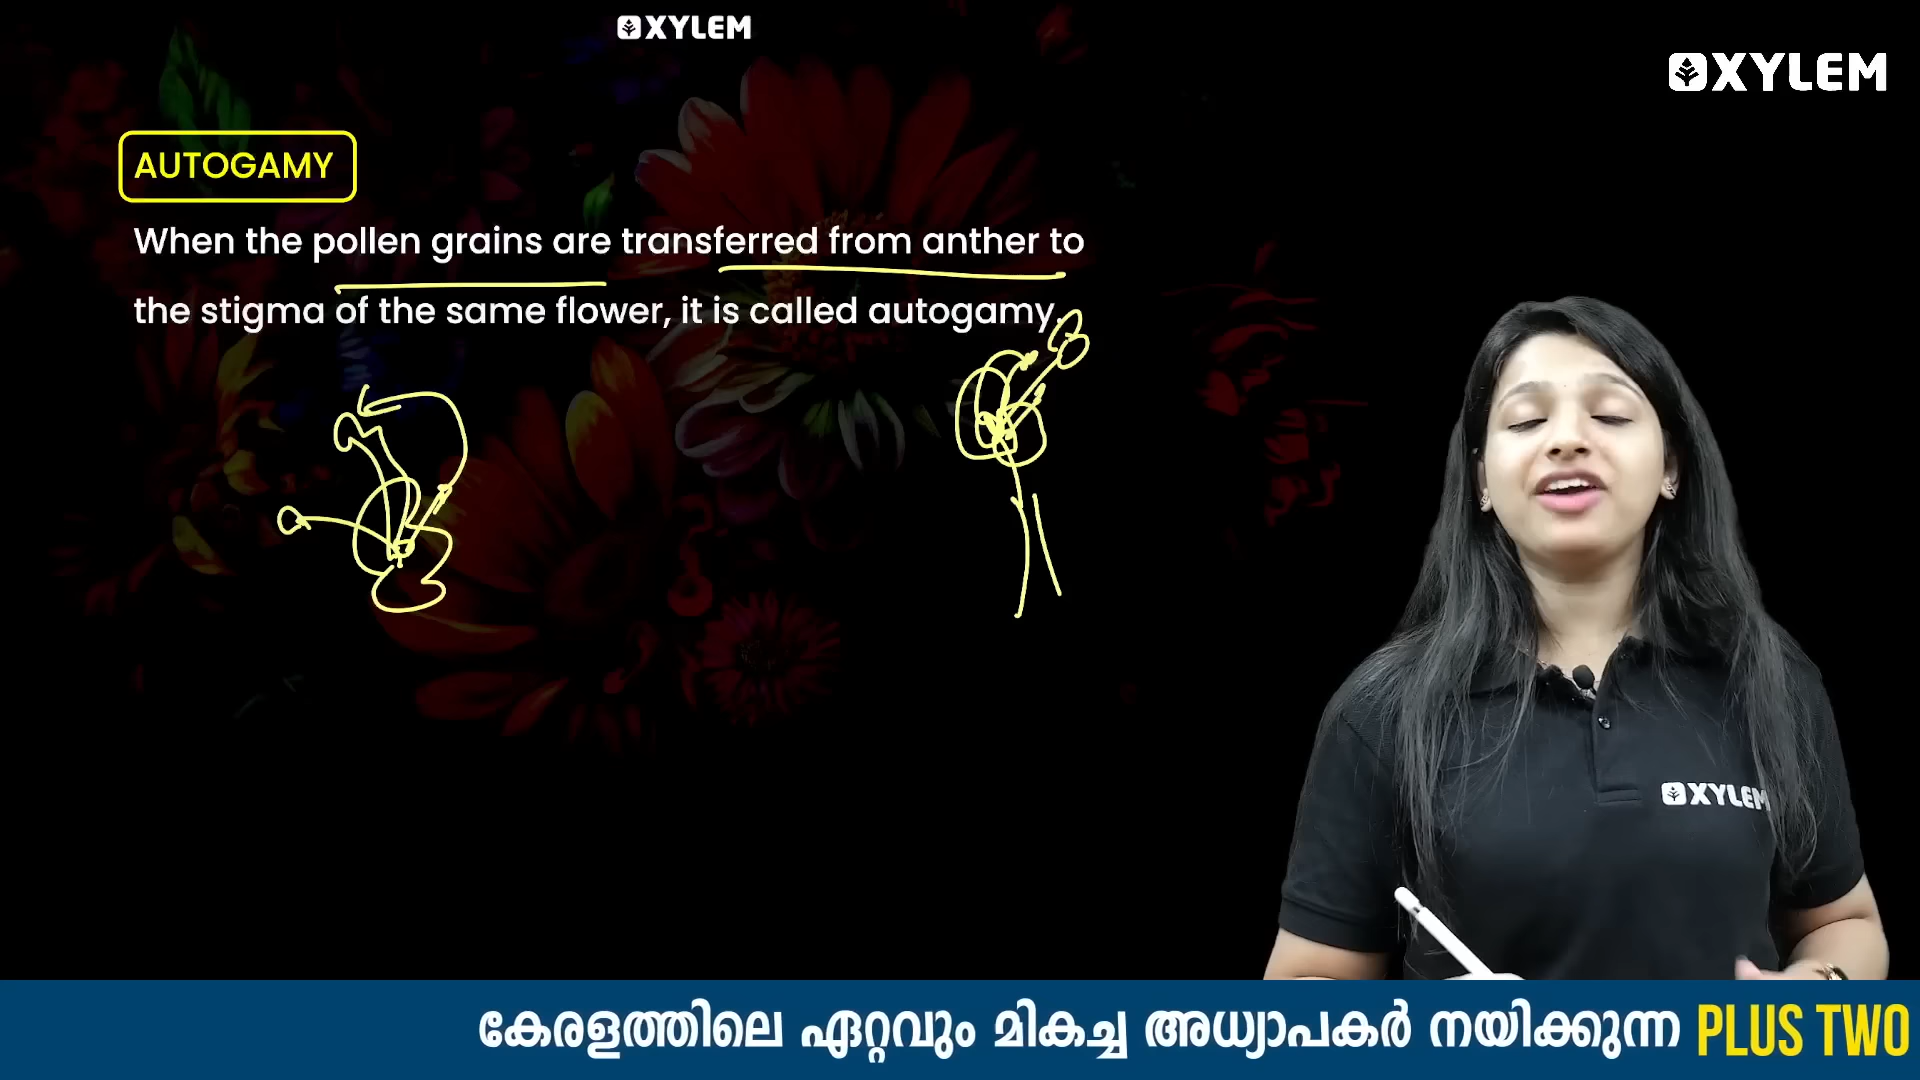 XYLEM
XYLEM
AUTOGAMY
When the pollen grains are transferred from anther to
the stigma of the same flower, it is called autogamy.
XYLEM
കേരളത്തിലെ ഏറ്റവും മികച്ച അധ്യാപകർ നയിക്കുന്ന PLUS TWO